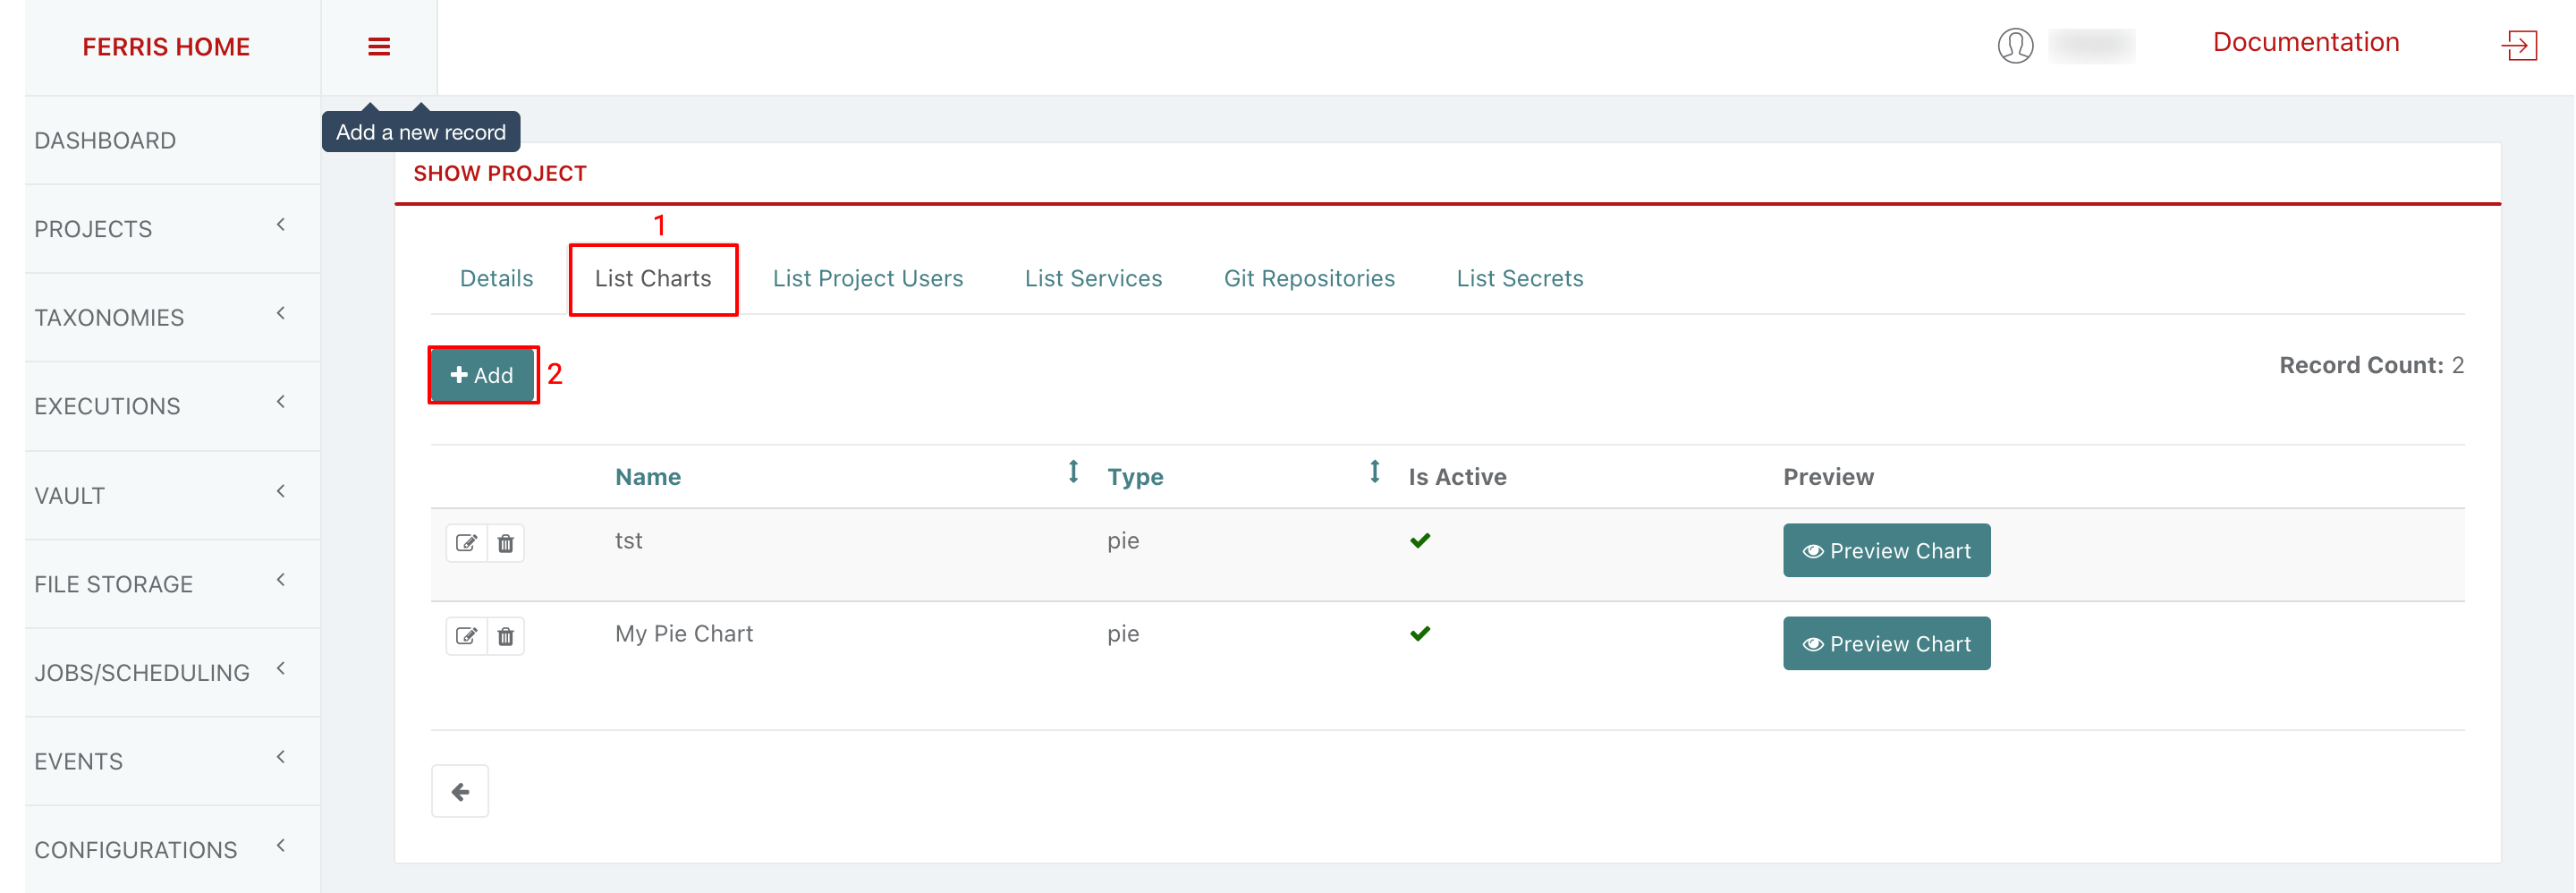 FERRIS HOME
Documentation
Add a new record
DASHBOARD
PROJECTS
TAXONOMIES
EXECUTIONS
VAULT
FILE STORAGE
JOBS/SCHEDULING
EVENTS
CONFIGURATIONS
SHOW PROJECT
1
Details List Charts List Project Users List Services Git Repositories List Secrets
Add 2
Record Count: 2
Name Type Is Active Preview
tst pie Preview Chart
My Pie Chart pie Preview Chart